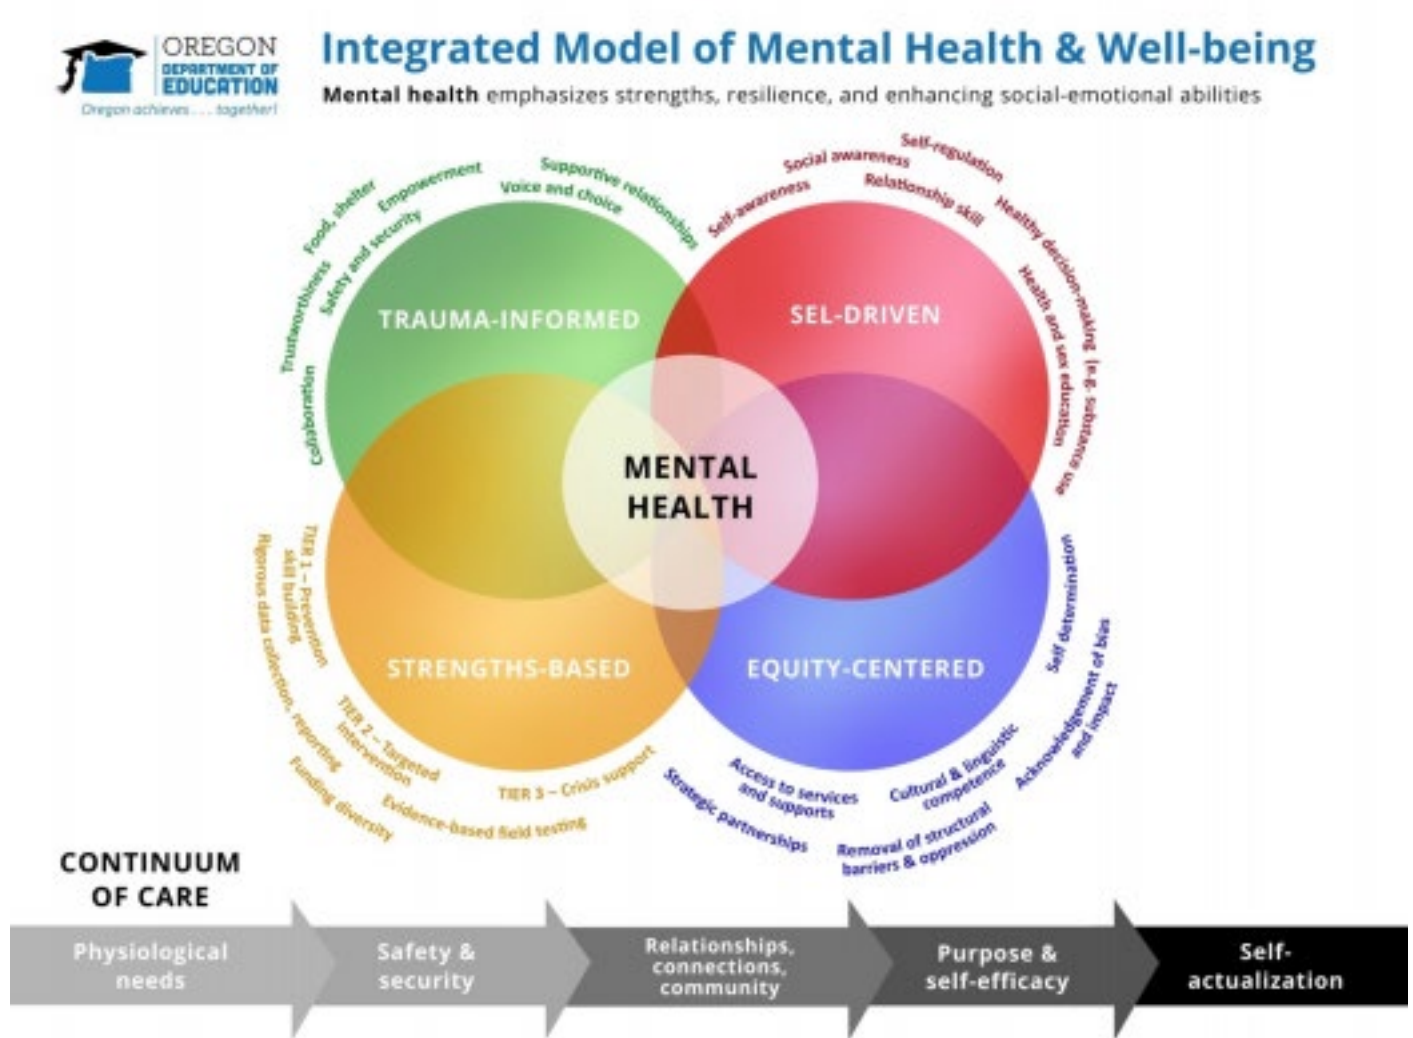 OREGON
DEPARTMENT OF
EDUCATION
Oregon achieves . . . together!
Integrated Model of Mental Health & Well-being
Mental health emphasizes strengths, resilience, and enhancing social-emotional abilities
Collaboration
Trustworthiness
Food, shelter
Safety and security
Empowerment
Supportive relationships
Voice and choice
Self-awareness
Social awareness
Self-regulation
Relationship skill
Healthy decision-making (e.g. substance use
Health and sex education
TRAUMA-INFORMED
SEL-DRIVEN
MENTAL
HEALTH
STRENGTHS-BASED
EQUITY-CENTERED
TIER 1 – Prevention
skill building
Rigorous data collection, reporting
TIER 2 – Targeted
intervention
Funding diversity
TIER 3 – Crisis support
Evidence-based field testing
Self determination
Acknowledgement of bias
and impact
Cultural & linguistic
competence
Access to services
and supports
Strategic partnerships
Removal of structural
barriers & oppression
CONTINUUM
OF CARE
Physiological
needs
Safety &
security
Relationships,
connections,
community
Purpose &
self-efficacy
Self-
actualization